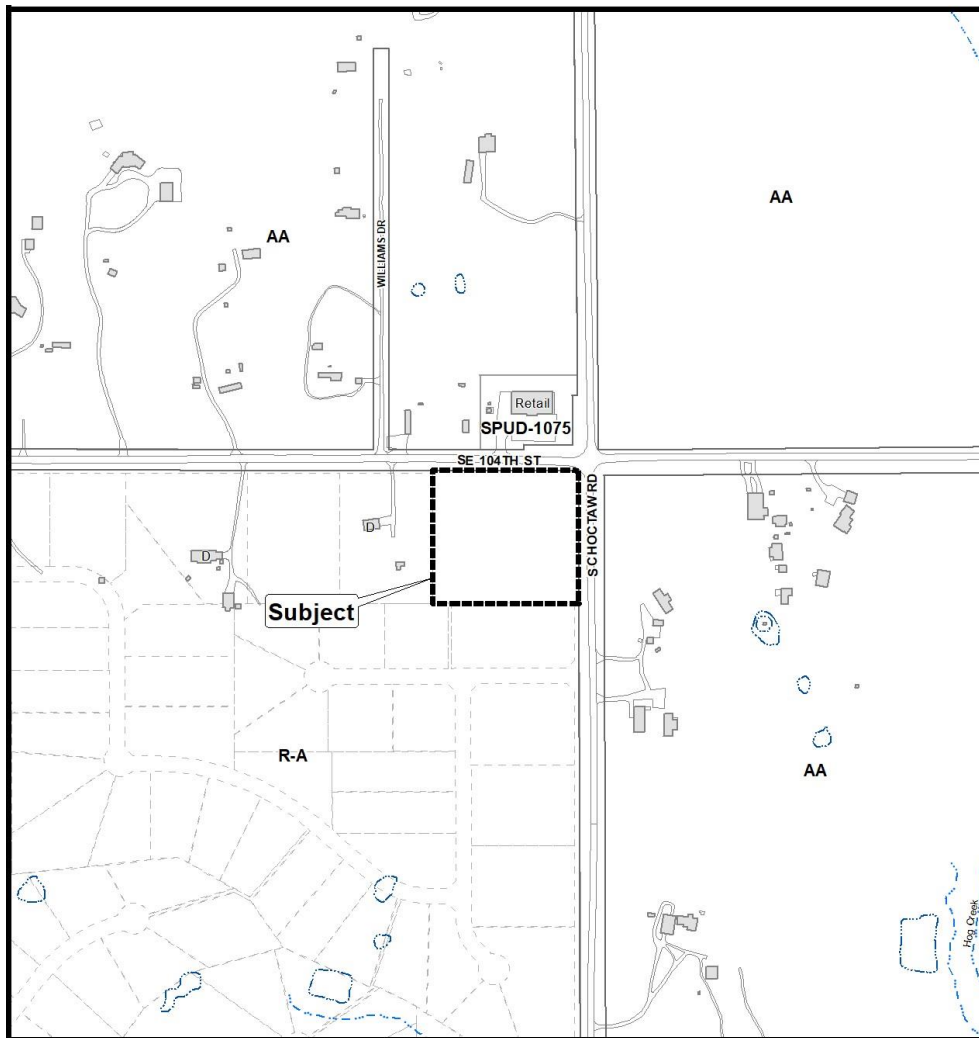 AA
AA
WILLIAMS DR
Retail
SPUD-1075
SE 104TH ST
S CHOCTAW RD
D
D
Subject
R-A
AA
Hog Creek